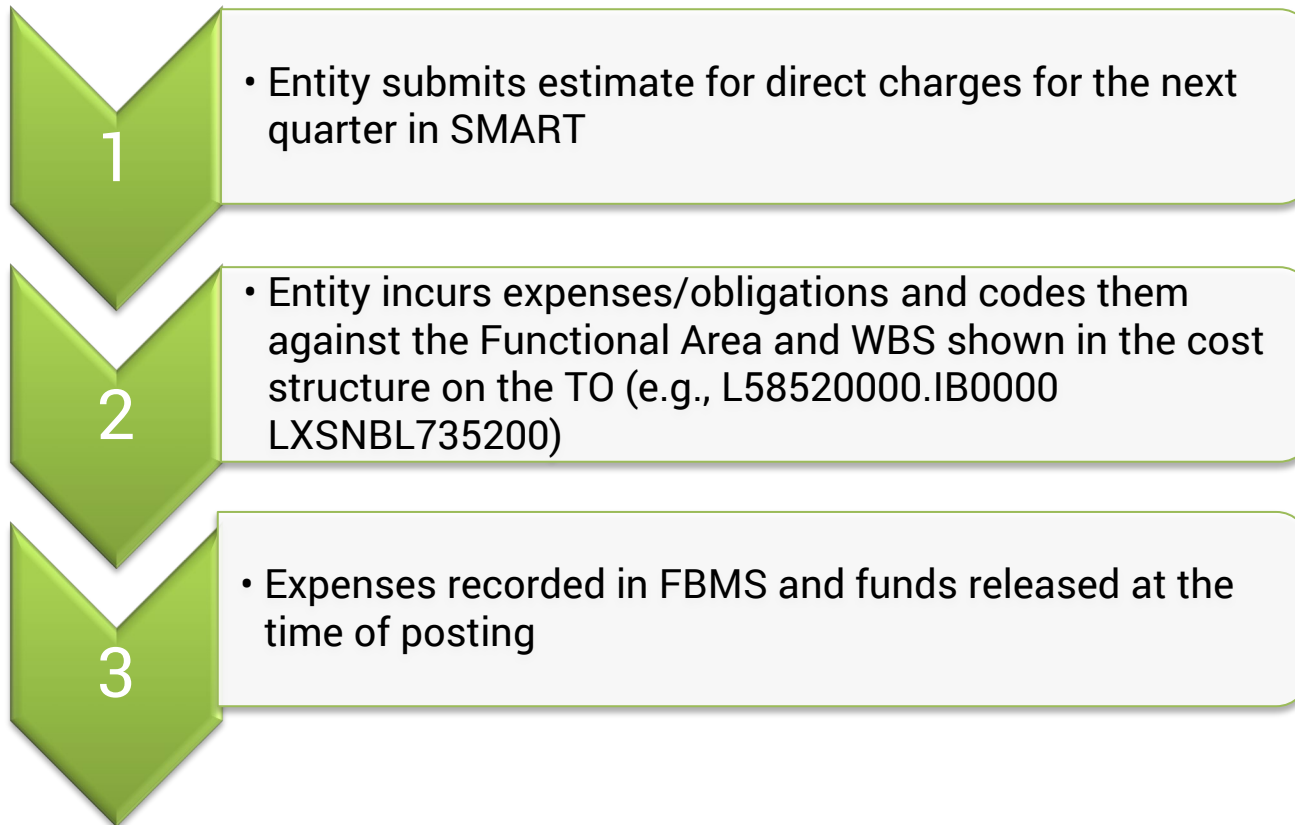 1
• Entity submits estimate for direct charges for the next
quarter in SMART
2
• Entity incurs expenses/obligations and codes them
against the Functional Area and WBS shown in the cost
structure on the TO (e.g., L58520000.IB0000
LXSNBL735200)
3
• Expenses recorded in FBMS and funds released at the
time of posting